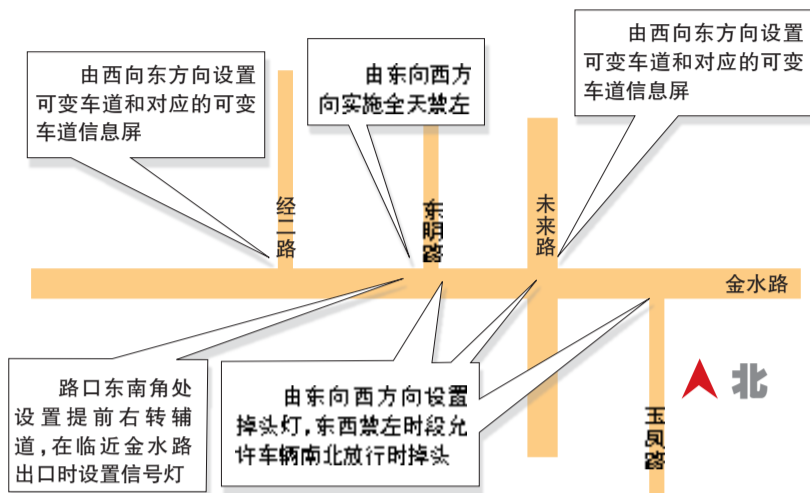 由西向东方向设置
可变车道和对应的可变
车道信息屏
由东向西方
向实施全天禁左
由西向东方向设置
可变车道和对应的可变
车道信息屏
经二路
东明路
未来路
金水路
路口东南角处
设置提前右转辅
道,在临近金水路
出口时设置信号灯
由东向西方向设置
掉头灯,东西禁左时段允
许车辆南北放行时掉头
玉凤路
北